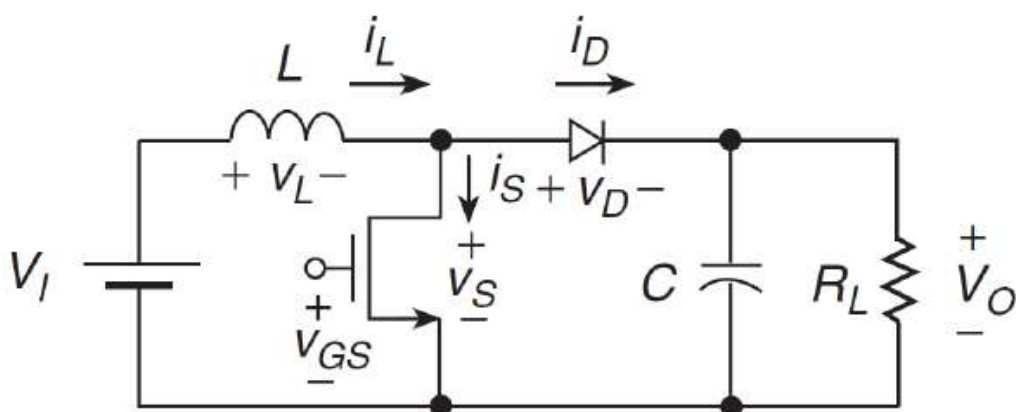 i_L i_D
L
+ v_L −
i_S + v_D −
V_I
+
v_GS
−
+
v_S
−
C
R_L
+
V_O
−